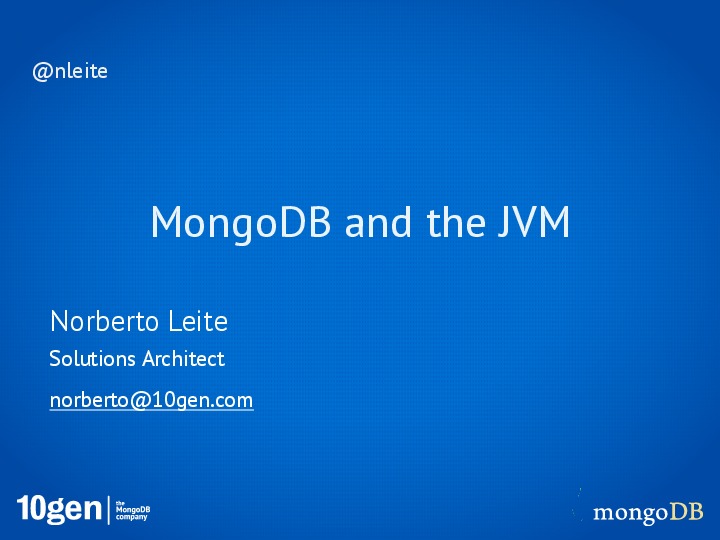 @nleite
MongoDB and the JVM
Norberto Leite
Solutions Architect
norberto@10gen.com
10gen
the
MongoDB
company
mongoDB